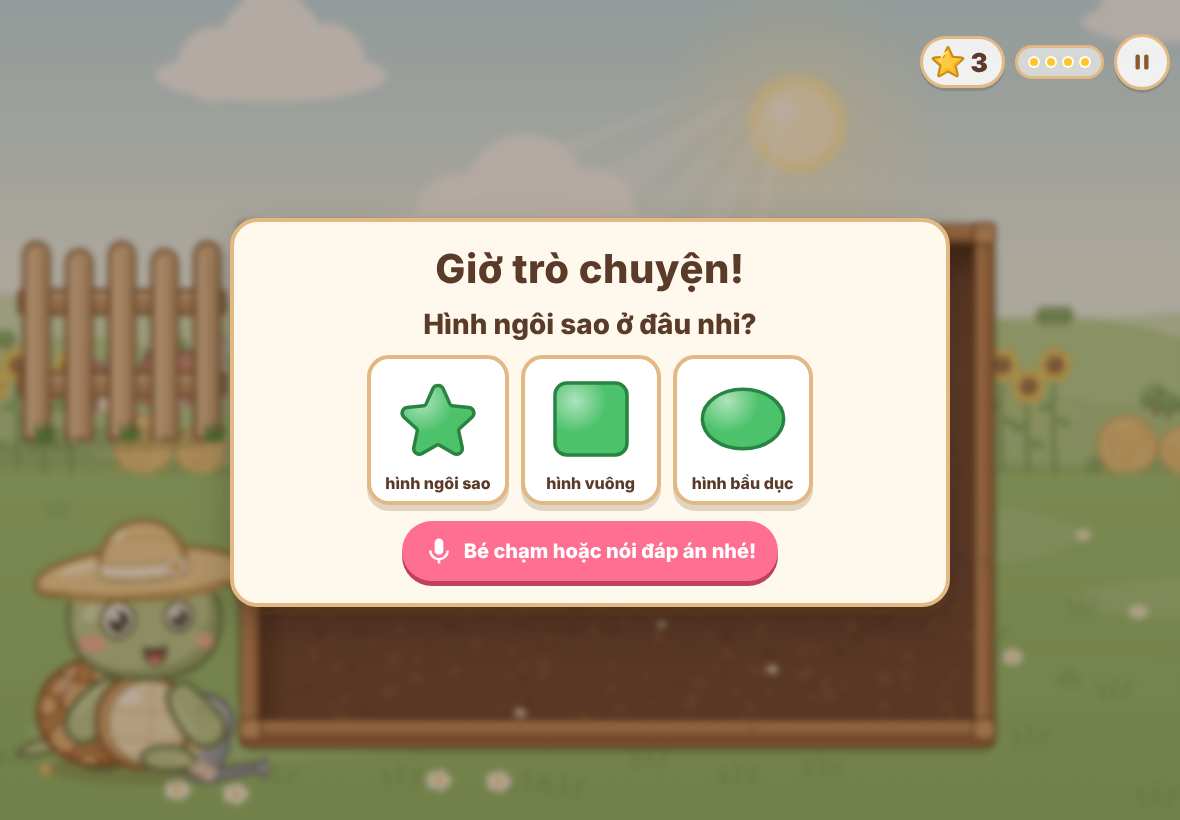 3
Giờ trò chuyện!
Hình ngôi sao ở đâu nhỉ?
hình ngôi sao
hình vuông
hình bầu dục
Bé chạm hoặc nói đáp án nhé!